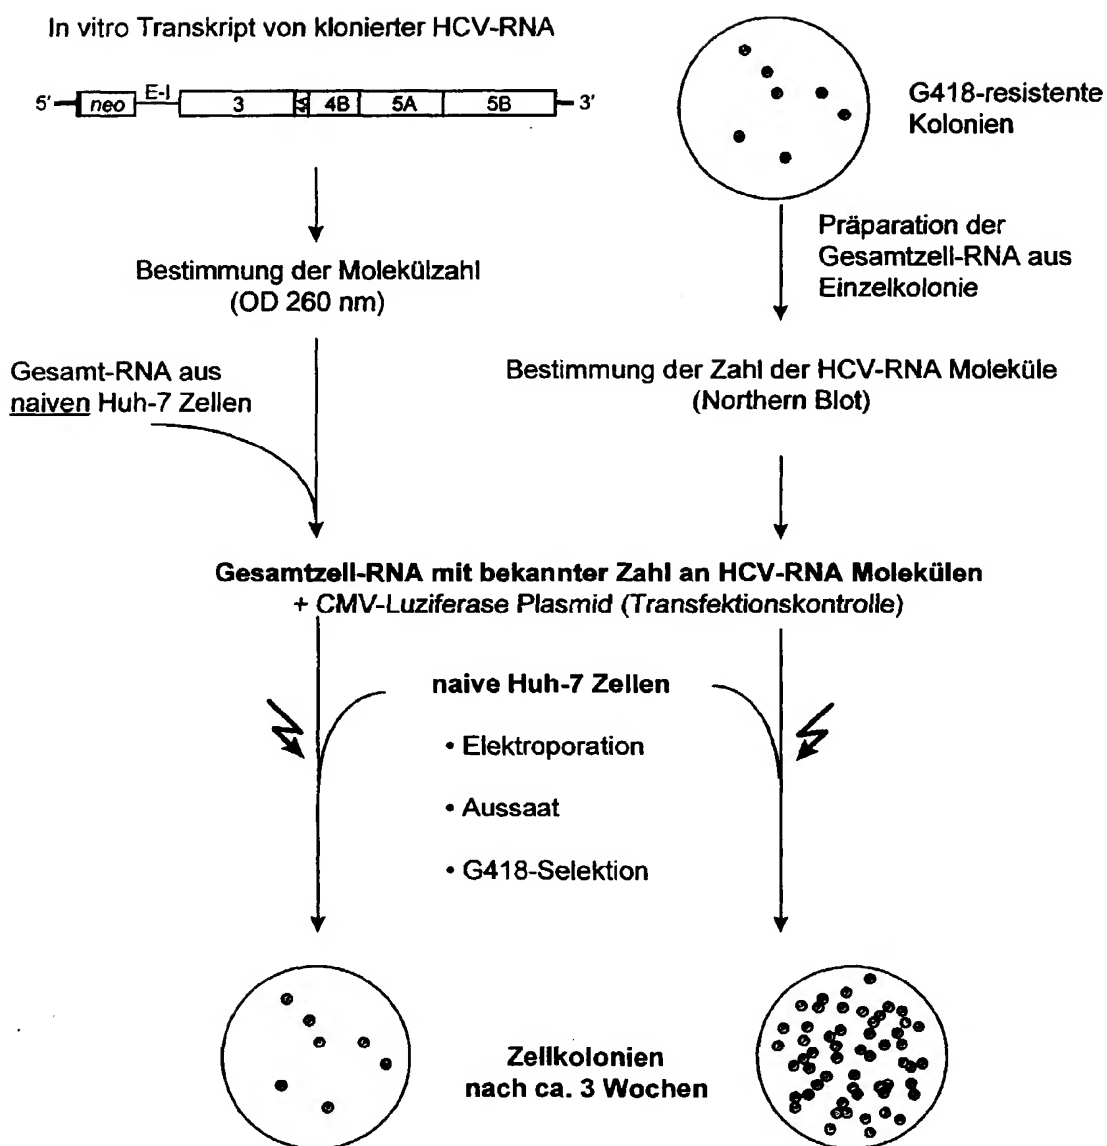 In vitro Transkript von klonierter HCV-RNA
E-I
5' neo 3 4B 5A 5B 3'
G418-resistente
Kolonien
Präparation der
Gesamtzell-RNA aus
Einzelkolonie
Bestimmung der Molekülzahl
(OD 260 nm)
Gesamt-RNA aus
naiven Huh-7 Zellen
Bestimmung der Zahl der HCV-RNA Moleküle
(Northern Blot)
Gesamtzell-RNA mit bekannter Zahl an HCV-RNA Molekülen
+ CMV-Luziferase Plasmid (Transfektionskontrolle)
naive Huh-7 Zellen
• Elektroporation
• Aussaat
• G418-Selektion
Zellkolonien
nach ca. 3 Wochen